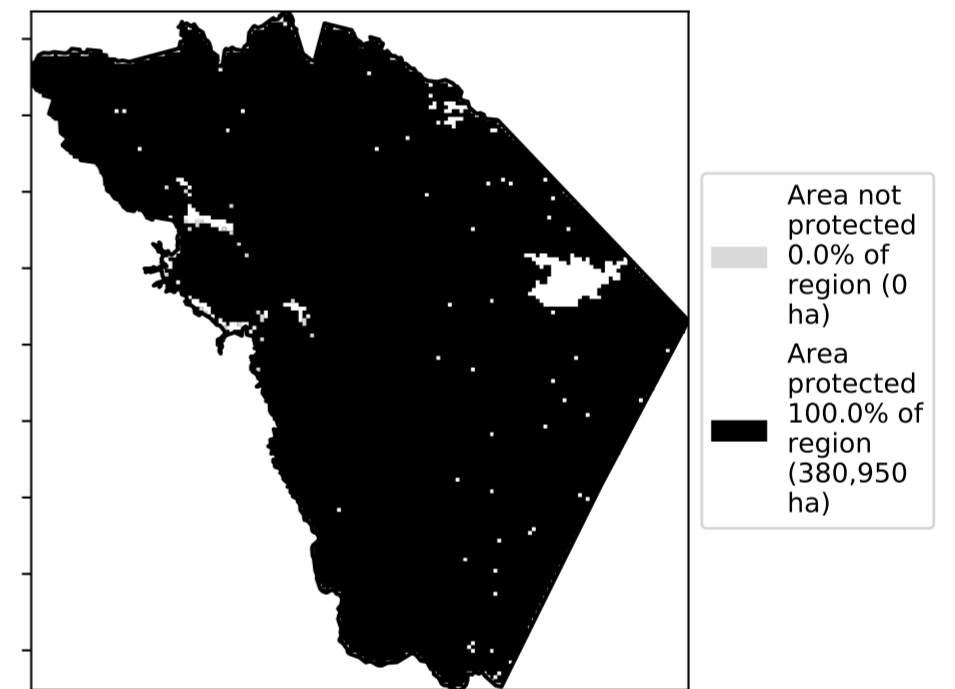 Area not
protected
0.0% of
region (0
ha)
Area
protected
100.0% of
region
(380,950
ha)